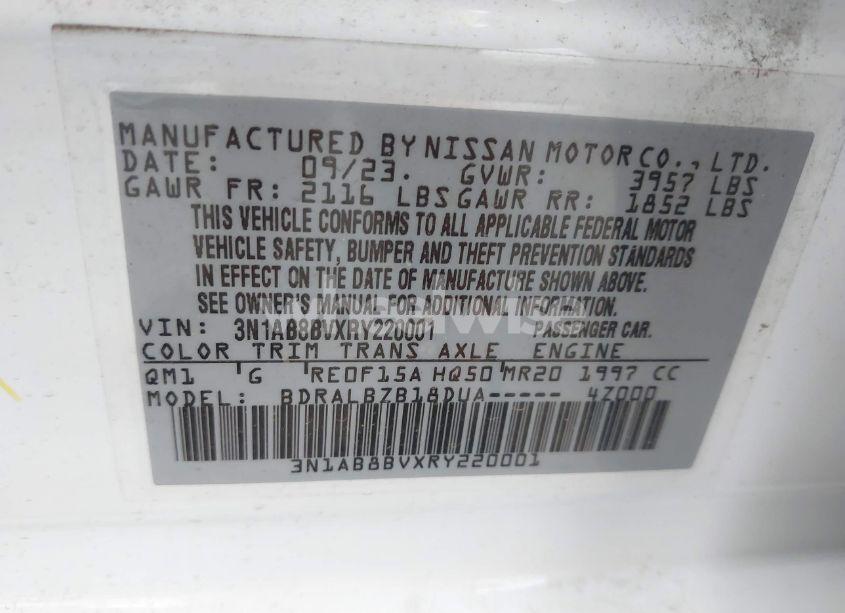 MANUFACTURED BY NISSAN MOTOR CO., LTD.
DATE: 09/23. GVWR: 3957 LBS
GAWR FR: 2116 LBS GAWR RR: 1852 LBS
THIS VEHICLE CONFORMS TO ALL APPLICABLE FEDERAL MOTOR
VEHICLE SAFETY, BUMPER AND THEFT PREVENTION STANDARDS
IN EFFECT ON THE DATE OF MANUFACTURE SHOWN ABOVE.
SEE OWNER'S MANUAL FOR ADDITIONAL INFORMATION.
VIN: 3N1AB8BVXRY220001 PASSENGER CAR.
COLOR TRIM TRANS AXLE ENGINE
QM1 G RE0F15A HQ50 MR20 1997 CC
MODEL: BDRALBZB18DUA----- 4Z000
3N1AB8BVXRY220001